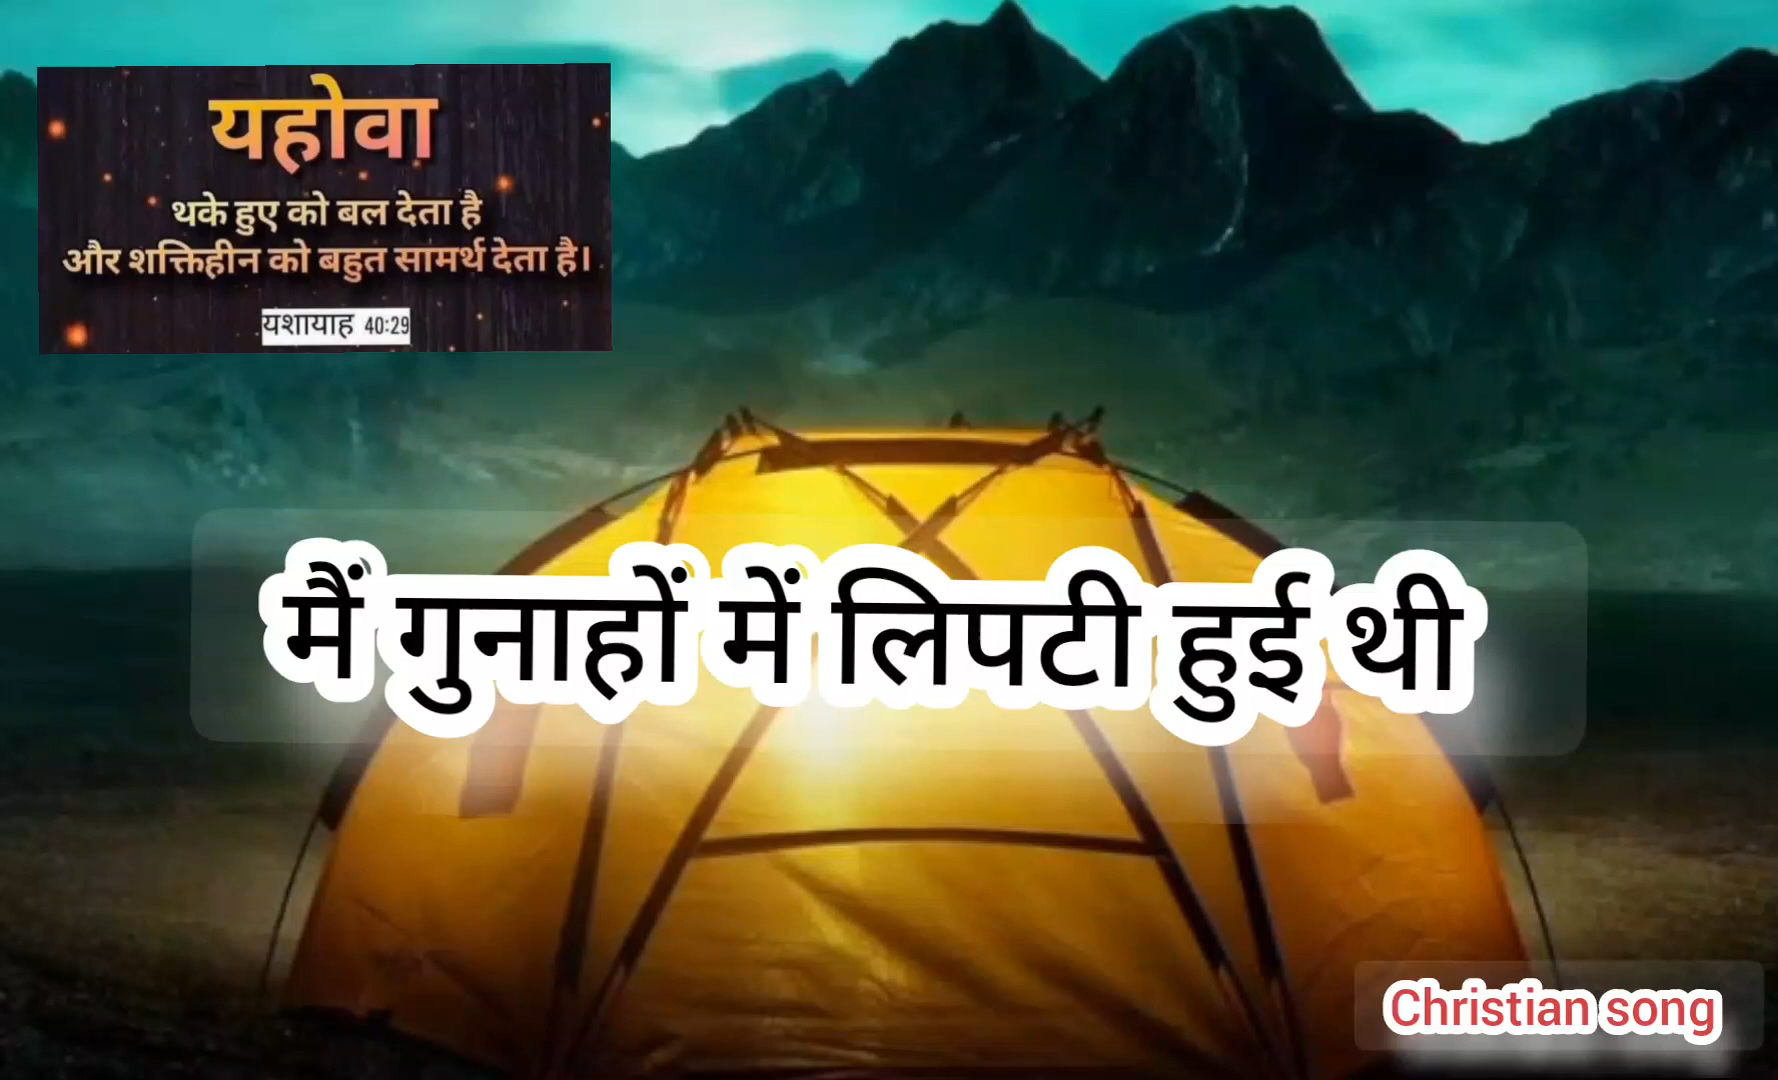 यहोवा
थके हुए को बल देता है
और शक्तिहीन को बहुत सामर्थ देता है।
यशायाह 40:29
मैं गुनाहों में लिपटी हुई थी
Christian song